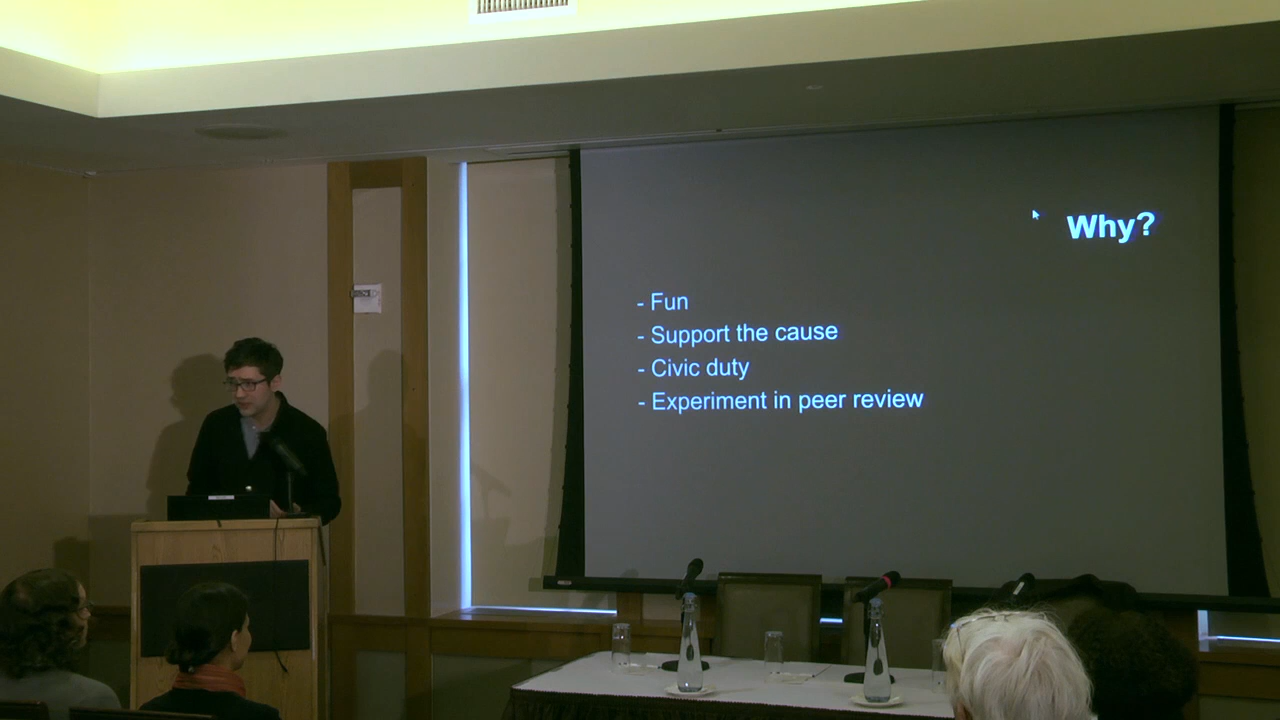 Why?
- Fun
- Support the cause
- Civic duty
- Experiment in peer review